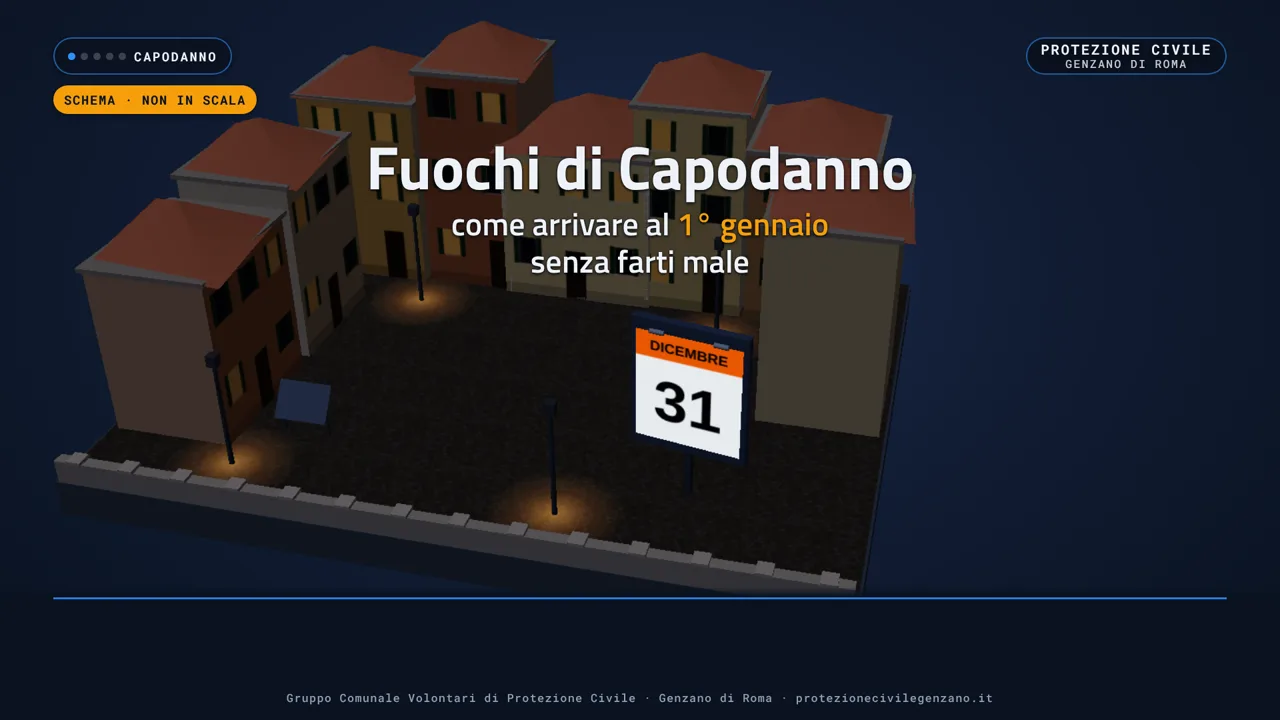 CAPODANNO
PROTEZIONE CIVILE
GENZANO DI ROMA
SCHEMA · NON IN SCALA
Fuochi di Capodanno
come arrivare al 1° gennaio
senza farti male
DICEMBRE
31
Gruppo Comunale Volontari di Protezione Civile · Genzano di Roma · protezionecivilegenzano.it